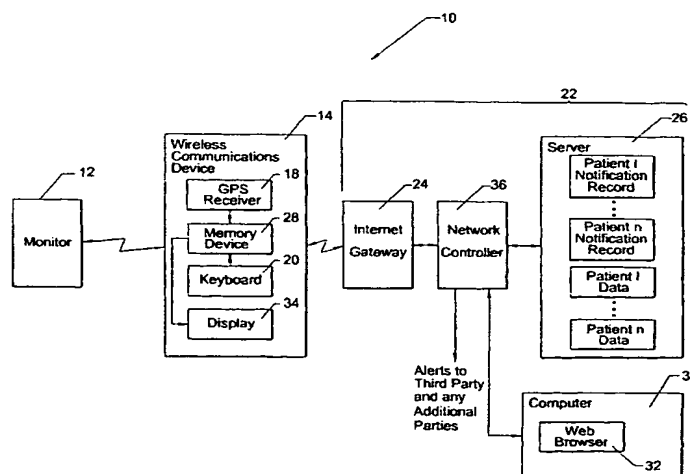 10
22
14
26
Wireless
Communications
Device
Server
12
18
GPS
Receiver
24
36
Patient I
Notification
Record
Monitor
28
Memory
Device
Internet
Gateway
Network
Controller
Patient n
Notification
Record
20
Keyboard
Patient I
Data
34
Display
Patient n
Data
Alerts to
Third Party
and any
Additional
Parties
3
Computer
Web
Browser
32